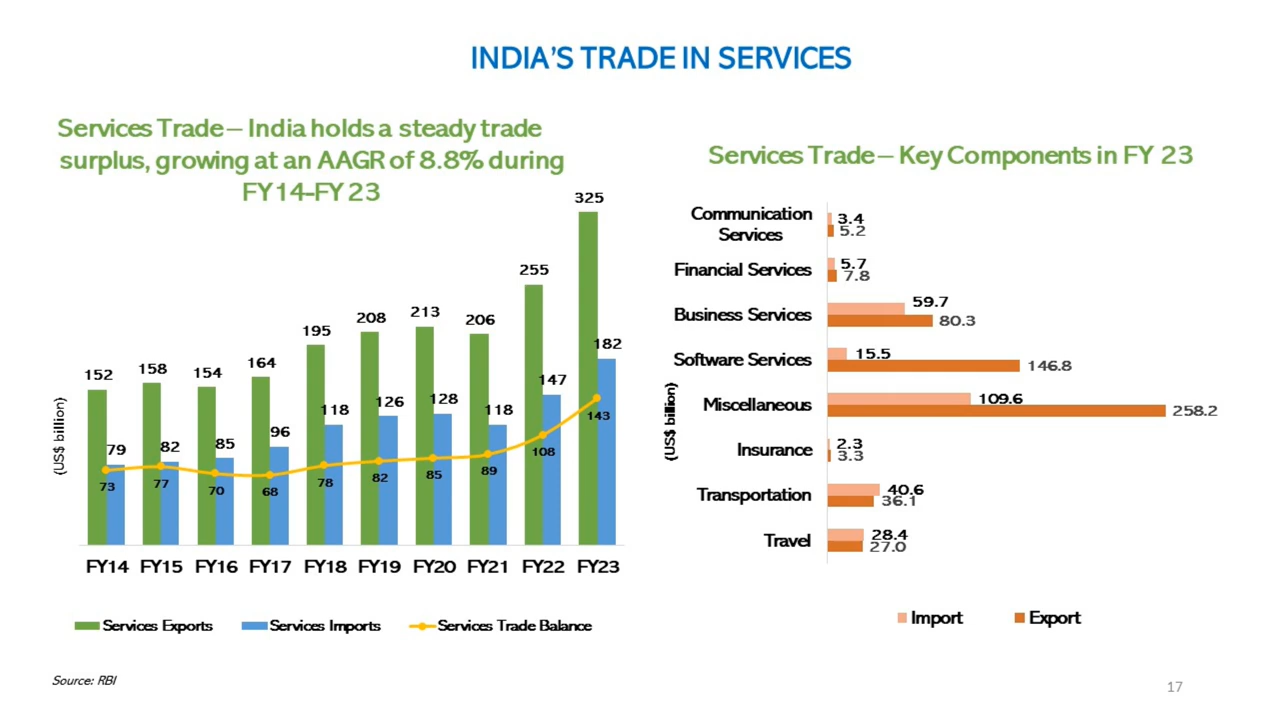 INDIA'S TRADE IN SERVICES
Services Trade – India holds a steady trade
surplus, growing at an AAGR of 8.8% during
FY14-FY 23
325
255
208
213
206
195
152
158
154
164
182
147
118
126
128
118
79
82
85
96
143
108
73
77
70
68
78
82
85
89
(US$ billion)
FY14 FY15 FY16 FY17 FY18 FY19 FY20 FY21 FY22 FY23
Services Exports Services Imports Services Trade Balance
Services Trade – Key Components in FY 23
(US$ billion)
Communication
Services
3.4
5.2
Financial Services
5.7
7.8
Business Services
59.7
80.3
Software Services
15.5
146.8
Miscellaneous
109.6
258.2
Insurance
2.3
3.3
Transportation
40.6
36.1
Travel
28.4
27.0
Import Export
Source: RBI
17